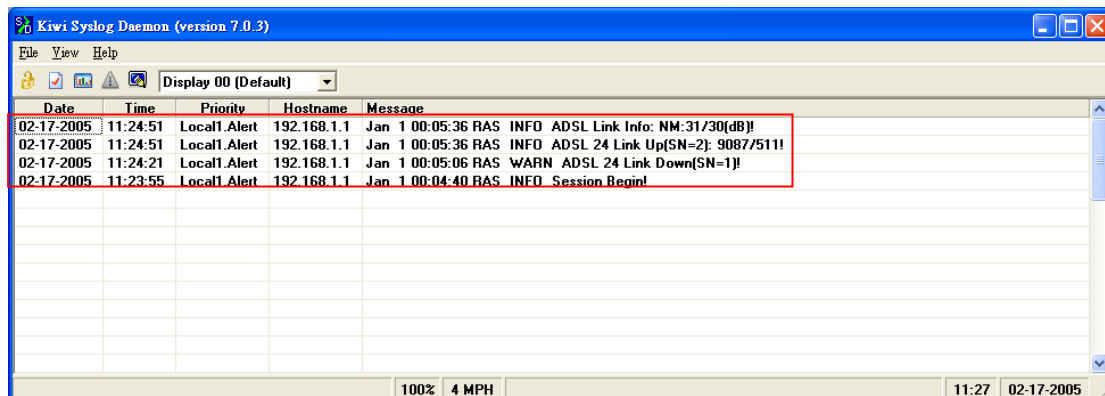 Kiwi Syslog Daemon (version 7.0.3)
File View Help
Display 00 (Default)
Date Time Priority Hostname Message
02-17-2005 11:24:51 Local1.Alert 192.168.1.1 Jan 1 00:05:36 RAS INFO ADSL Link Info: NM:31/30(dB)!
02-17-2005 11:24:51 Local1.Alert 192.168.1.1 Jan 1 00:05:36 RAS INFO ADSL 24 Link Up(SN=2): 9087/511!
02-17-2005 11:24:21 Local1.Alert 192.168.1.1 Jan 1 00:05:06 RAS WARN ADSL 24 Link Down(SN=1)!
02-17-2005 11:23:55 Local1.Alert 192.168.1.1 Jan 1 00:04:40 RAS INFO Session Begin!
100% 4 MPH 11:27 02-17-2005